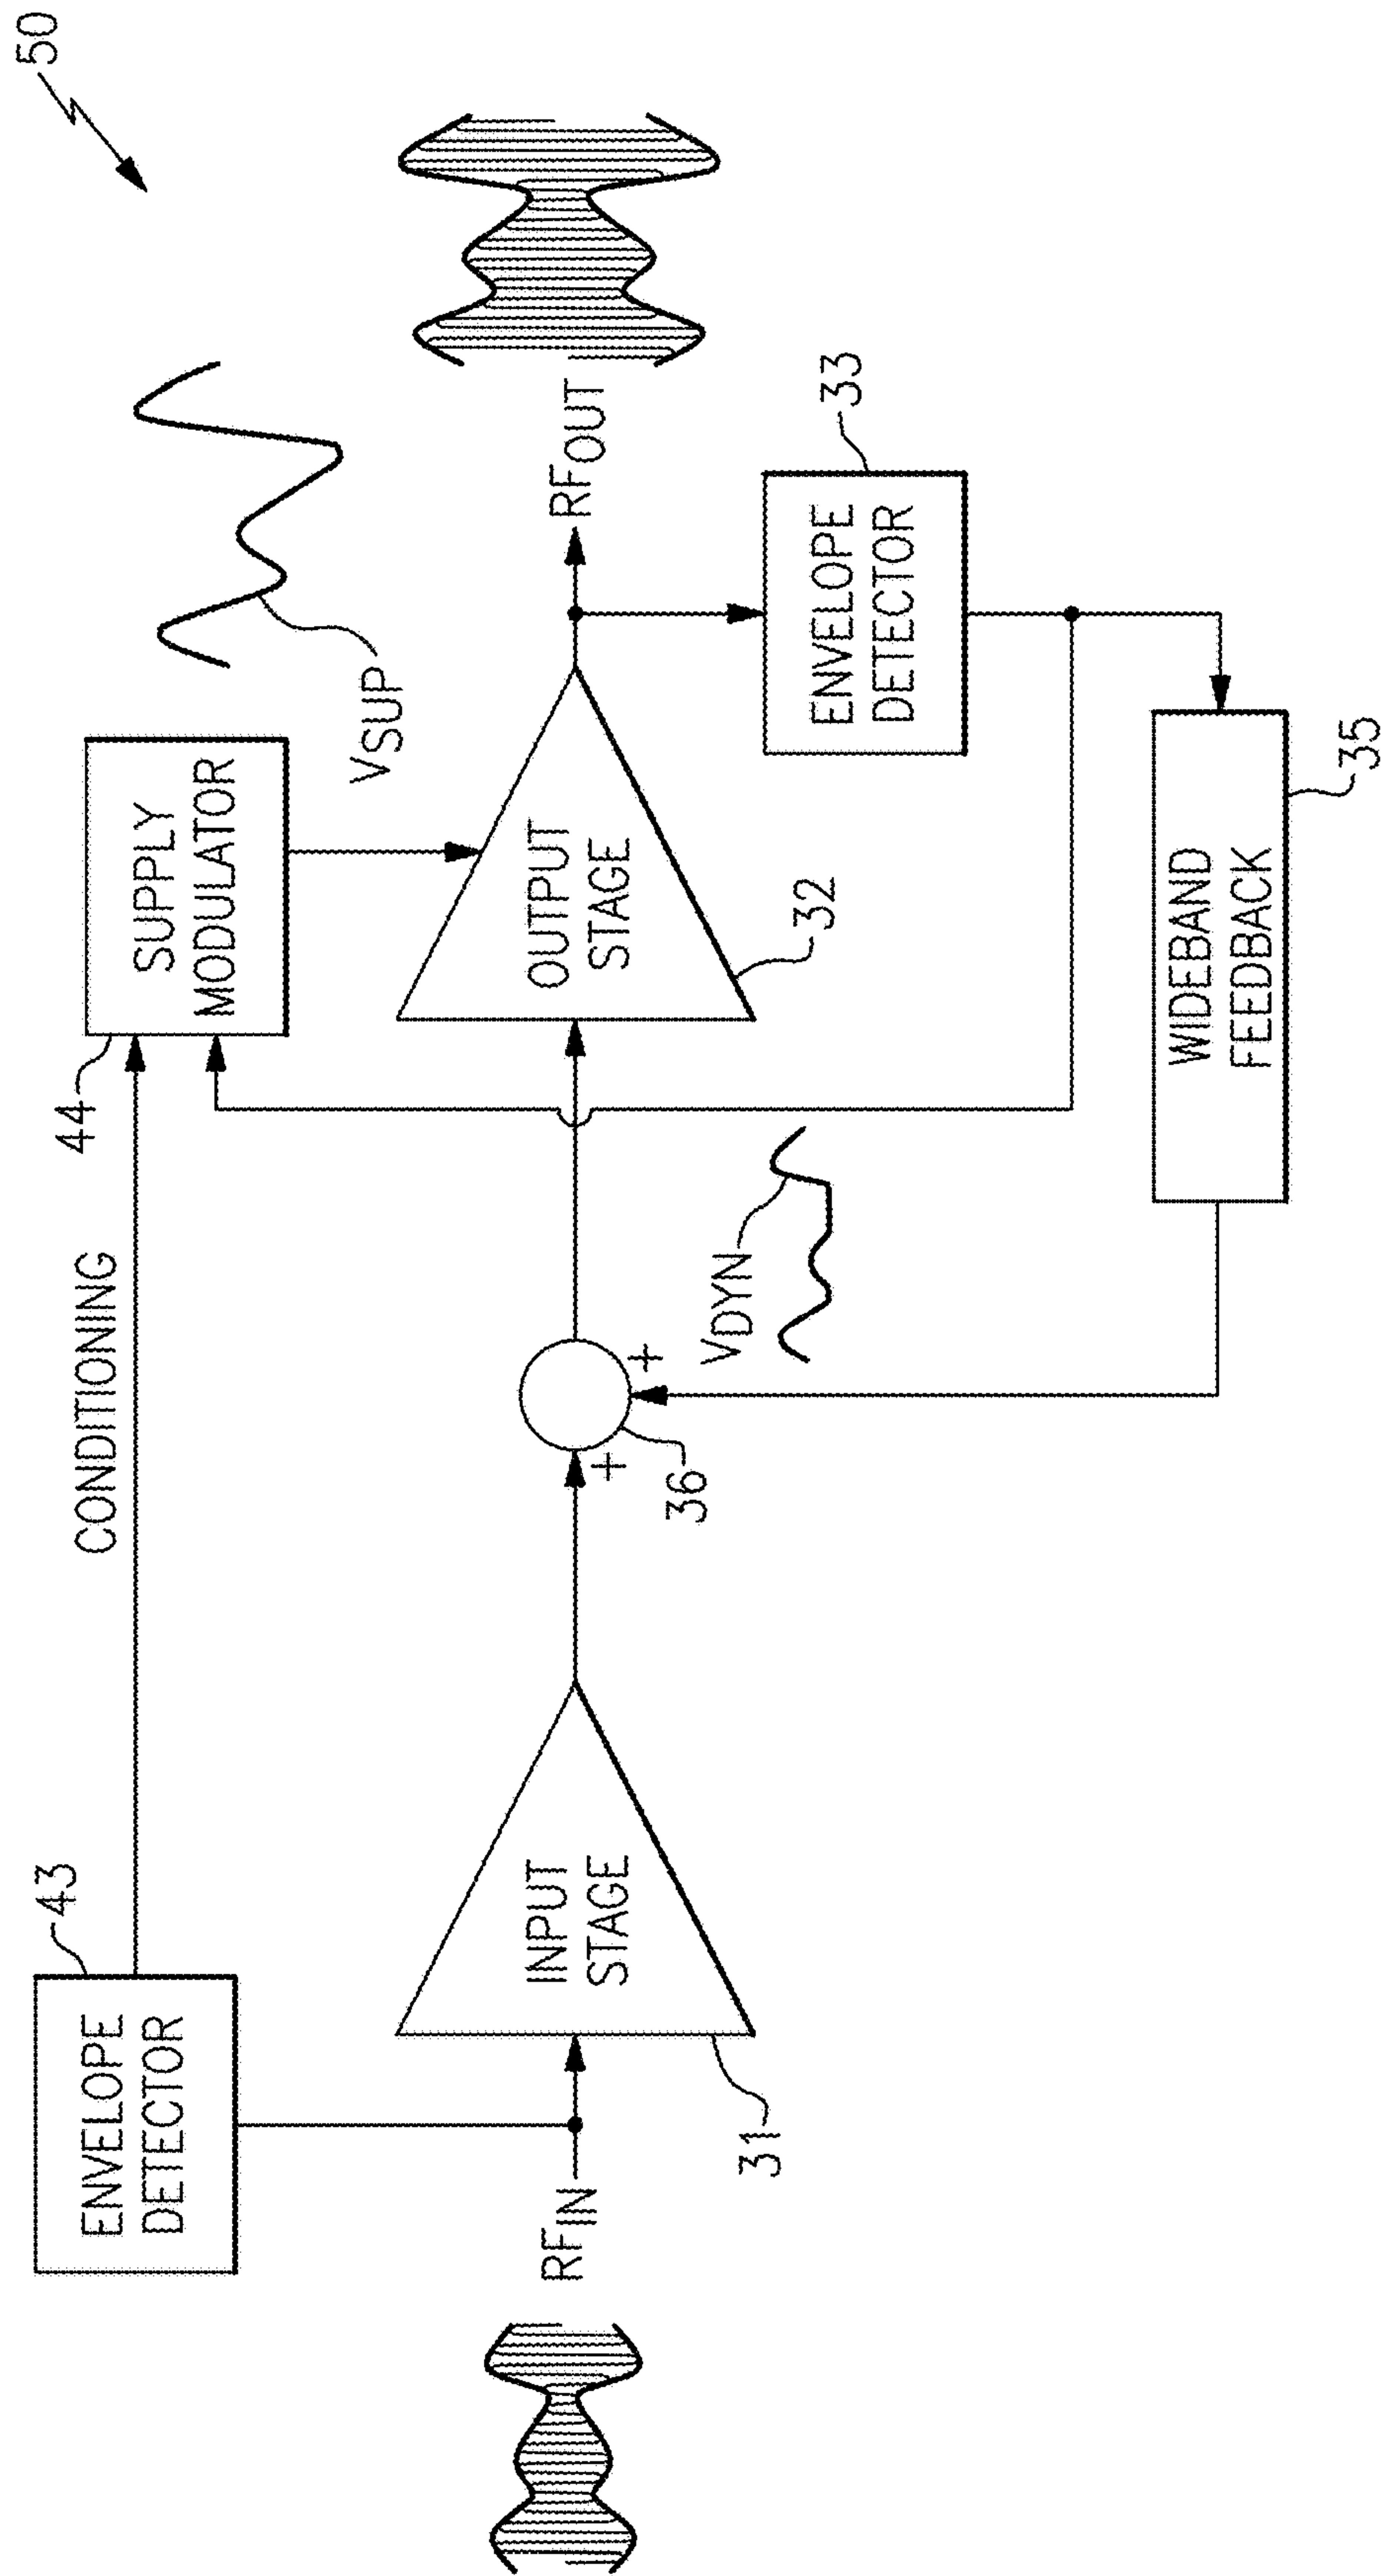 50
43
ENVELOPE
DETECTOR
CONDITIONING
44
SUPPLY
MODULATOR
VSUP
RFIN
INPUT
STAGE
31
+
+
36
VDYN
OUTPUT
STAGE
32
RFOUT
ENVELOPE
DETECTOR
33
WIDEBAND
FEEDBACK
35